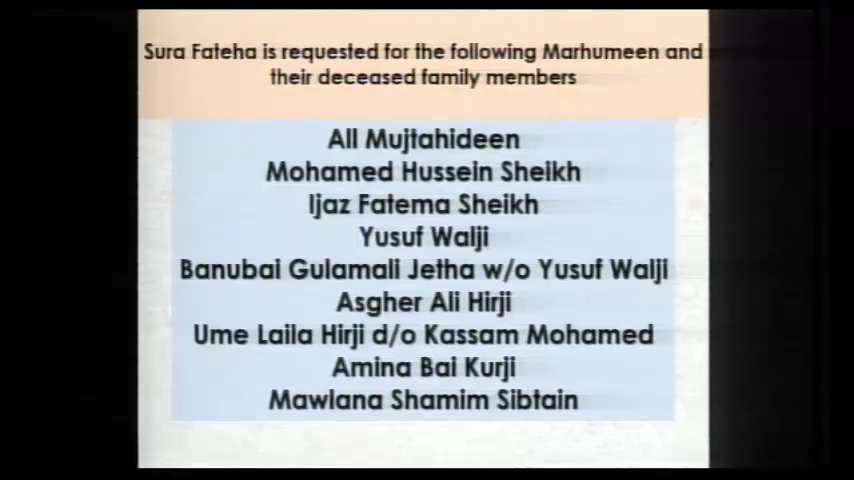 Sura Fateha is requested for the following Marhumeen and
their deceased family members
All Mujtahideen
Mohamed Hussein Sheikh
Ijaz Fatema Sheikh
Yusuf Walji
Banubai Gulamali Jetha w/o Yusuf Walji
Asgher Ali Hirji
Ume Laila Hirji d/o Kassam Mohamed
Amina Bai Kurji
Mawlana Shamim Sibtain